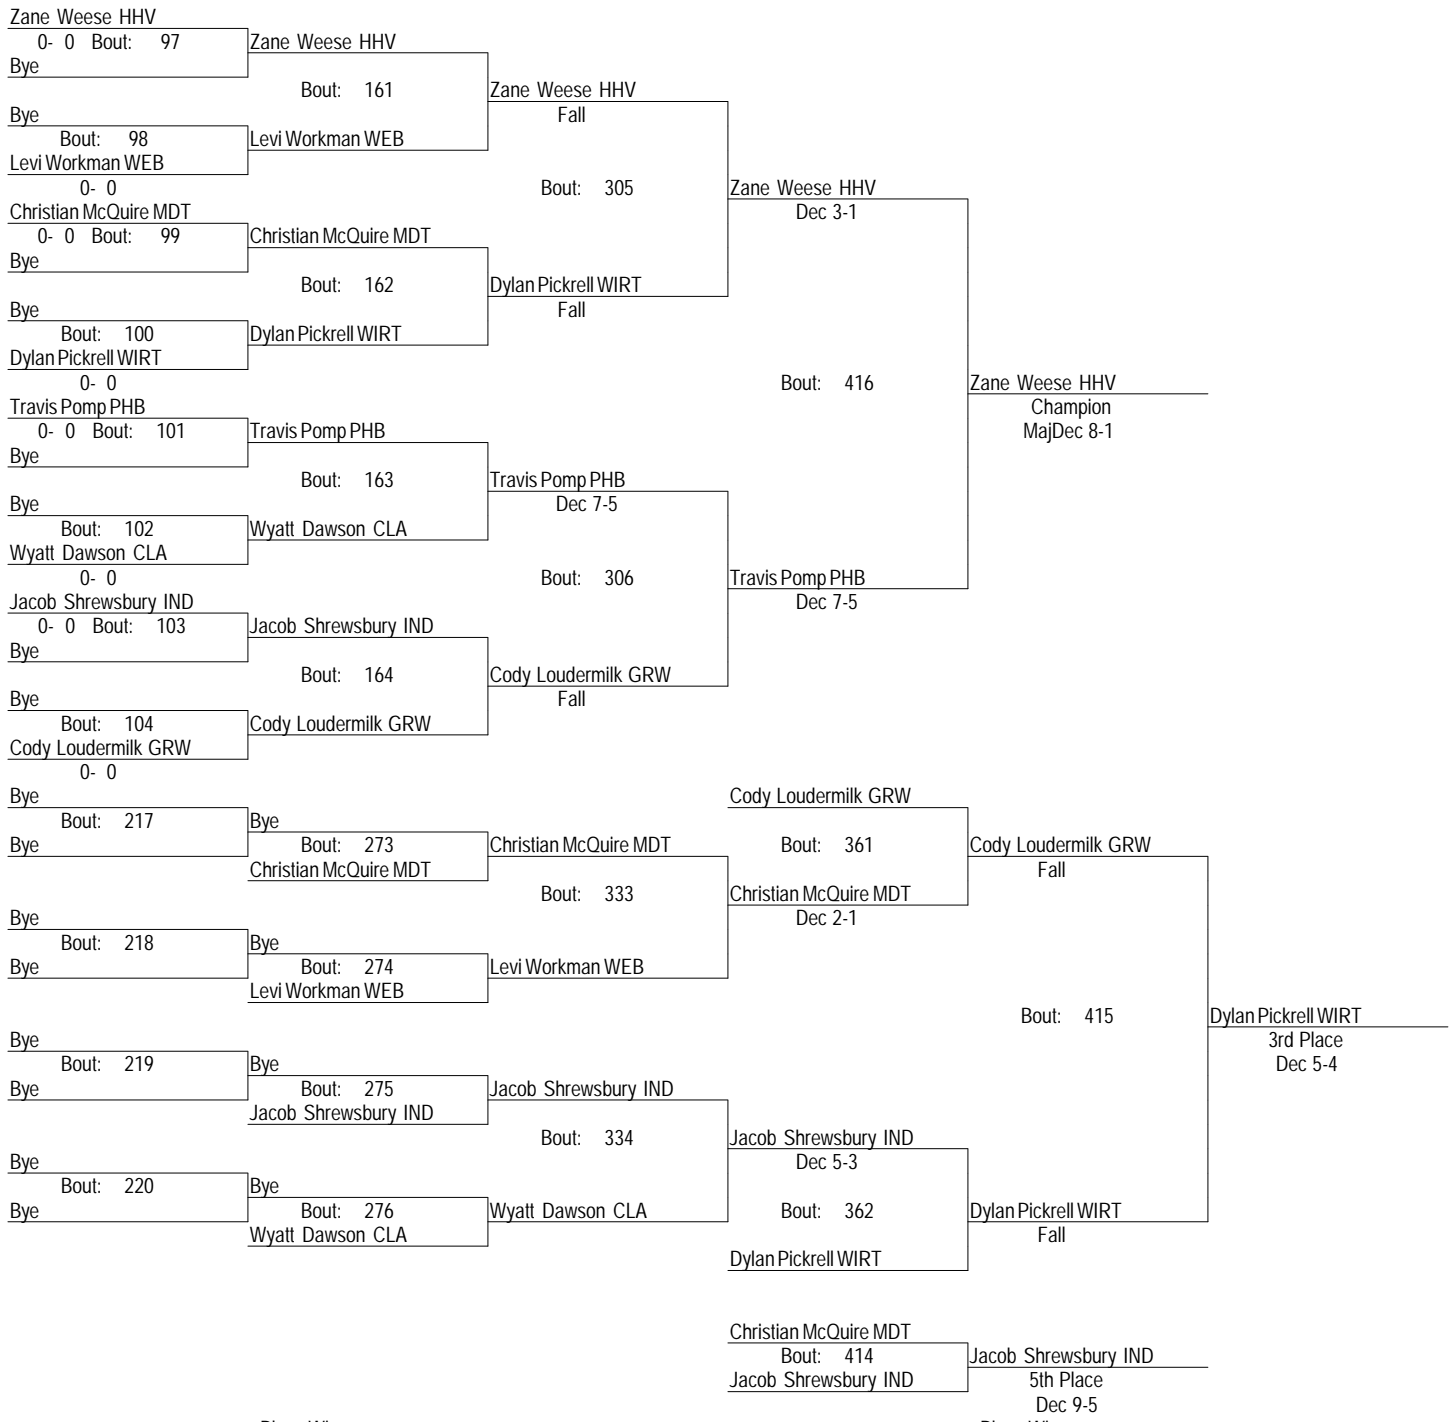 Zane Weese HHV
0- 0 Bout: 97 Zane Weese HHV
Bye
Bout: 161 Zane Weese HHV
Bye Fall
Bout: 98 Levi Workman WEB
Levi Workman WEB
0- 0 Bout: 305 Zane Weese HHV
Christian McQuire MDT Dec 3-1
0- 0 Bout: 99 Christian McQuire MDT
Bye
Bout: 162 Dylan Pickrell WIRT
Bye Fall
Bout: 100 Dylan Pickrell WIRT
Dylan Pickrell WIRT
0- 0 Bout: 416 Zane Weese HHV
Travis Pomp PHB Champion
0- 0 Bout: 101 Travis Pomp PHB MajDec 8-1
Bye
Bout: 163 Travis Pomp PHB
Bye Dec 7-5
Bout: 102 Wyatt Dawson CLA
Wyatt Dawson CLA
0- 0 Bout: 306 Travis Pomp PHB
Jacob Shrewsbury IND Dec 7-5
0- 0 Bout: 103 Jacob Shrewsbury IND
Bye
Bout: 164 Cody Loudermilk GRW
Bye Fall
Bout: 104 Cody Loudermilk GRW
Cody Loudermilk GRW
0- 0
Bye Cody Loudermilk GRW
Bout: 217 Bye
Bye Bout: 273 Christian McQuire MDT Bout: 361 Cody Loudermilk GRW
Christian McQuire MDT Fall
Bout: 333 Christian McQuire MDT
Bye Dec 2-1
Bout: 218 Bye
Bye Bout: 274 Levi Workman WEB
Levi Workman WEB
Bout: 415 Dylan Pickrell WIRT
Bye 3rd Place
Bout: 219 Bye Dec 5-4
Bye Bout: 275 Jacob Shrewsbury IND
Jacob Shrewsbury IND
Bout: 334 Jacob Shrewsbury IND
Bye Dec 5-3
Bout: 220 Bye
Bye Bout: 276 Wyatt Dawson CLA Bout: 362 Dylan Pickrell WIRT
Wyatt Dawson CLA Fall
Dylan Pickrell WIRT
Christian McQuire MDT
Bout: 414 Jacob Shrewsbury IND
Jacob Shrewsbury IND 5th Place
Dec 9-5